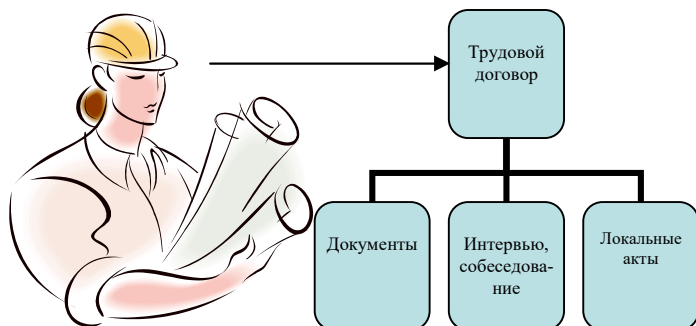 Трудовой
договор
Документы
Интервью,
собеседова-
ние
Локальные
акты